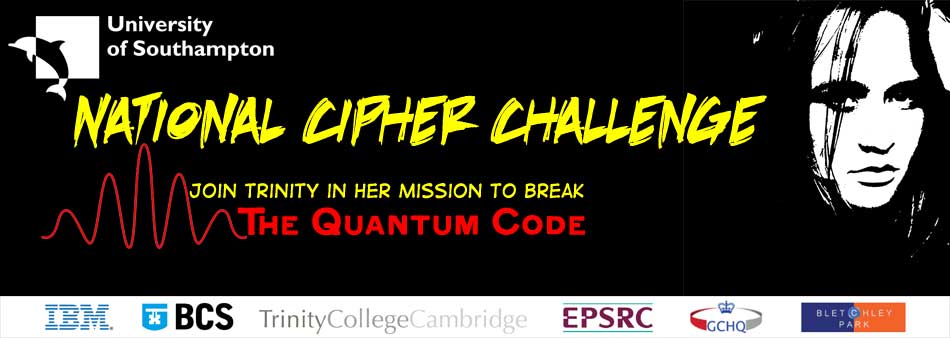 University
of Southampton
NATIONAL CIPHER CHALLENGE
JOIN TRINITY IN HER MISSION TO BREAK
THE QUANTUM CODE
IBM BCS TrinityCollegeCambridge EPSRC GCHQ BLETCHLEY
PARK